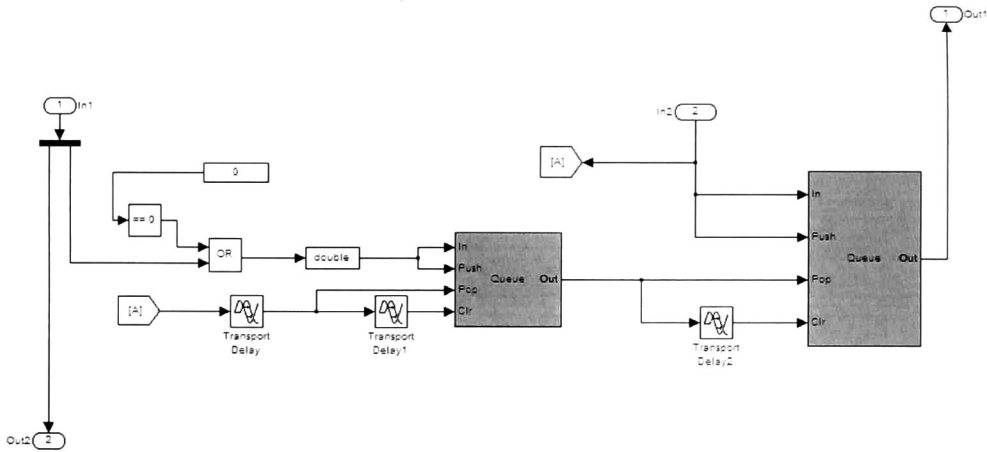 1 Out1
1 In1
In2 2
[A]
0
== 0
In
Push
Queue Out
Pop
Clr
OR
double
In
Push
Queue Out
Pop
Clr
[A]
Transport
Delay
Transport
Delay1
Transport
Delay2
Out2 2